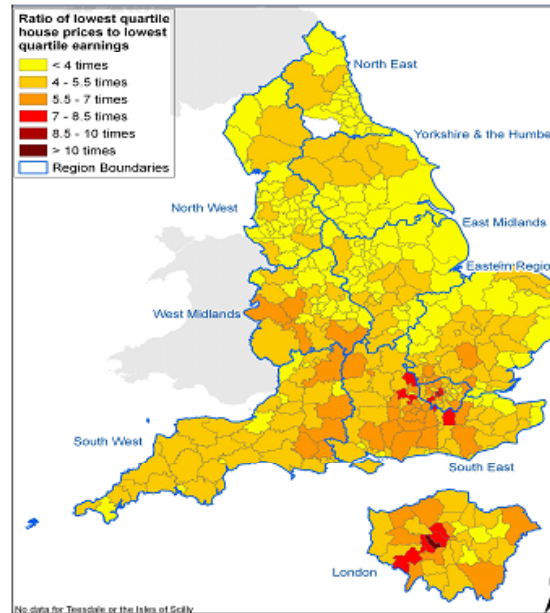 Ratio of lowest quartile
house prices to lowest
quartile earnings
< 4 times
4 - 5.5 times
5.5 - 7 times
7 - 8.5 times
8.5 - 10 times
> 10 times
Region Boundaries
North East
Yorkshire & the Humbe
North West
East Midlands
Eastern Regio
West Midlands
South West
South East
London
No data for Teesdale or the Isles of Scilly